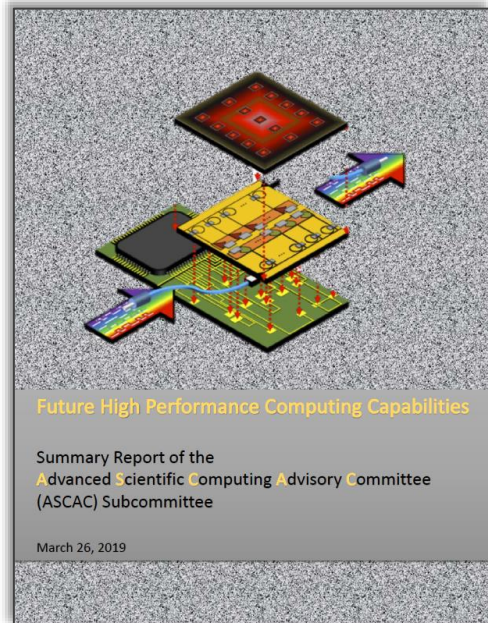 Future High Performance Computing Capabilities
Summary Report of the
Advanced Scientific Computing Advisory Committee
(ASCAC) Subcommittee
March 26, 2019